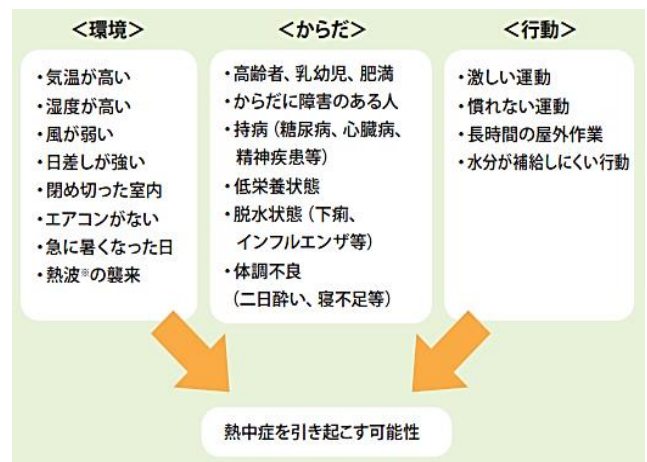 ＜環境＞
・気温が高い
・湿度が高い
・風が弱い
・日差しが強い
・閉め切った室内
・エアコンがない
・急に暑くなった日
・熱波※の襲来
＜からだ＞
・高齢者、乳幼児、肥満
・からだに障害のある人
・持病（糖尿病、心臓病、
精神疾患等）
・低栄養状態
・脱水状態（下痢、
インフルエンザ等）
・体調不良
（二日酔い、寝不足等）
＜行動＞
・激しい運動
・慣れない運動
・長時間の屋外作業
・水分が補給しにくい行動
熱中症を引き起こす可能性